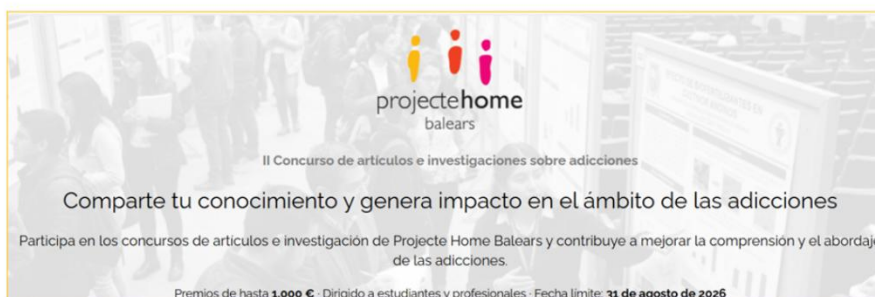 projectehome
balears
II Concurso de artículos e investigaciones sobre adicciones
Comparte tu conocimiento y genera impacto en el ámbito de las adicciones
Participa en los concursos de artículos e investigación de Projecte Home Balears y contribuye a mejorar la comprensión y el abordaje
de las adicciones.
Premios de hasta 1.000 € · Dirigido a estudiantes y profesionales · Fecha límite: 31 de agosto de 2026